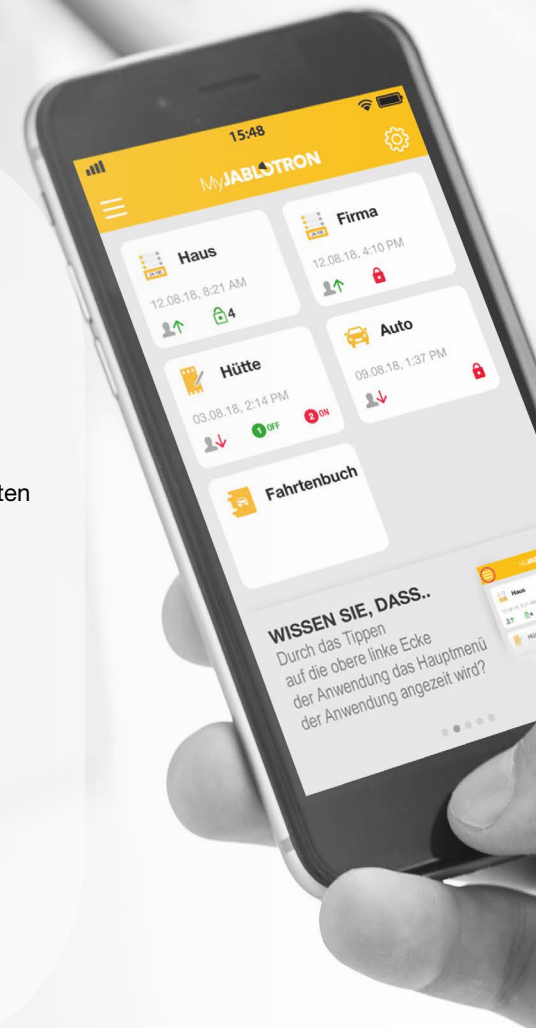 15:48
MyJABLOTRON
Haus
12.08.18, 8:21 AM
4
Firma
12.08.18, 4:10 PM
Hütte
03.08.18, 2:14 PM
1 OFF
2 ON
Auto
09.08.18, 1:37 PM
Fahrtenbuch
ten
WISSEN SIE, DASS..
Durch das Tippen
auf die obere linke Ecke
der Anwendung das Hauptmenü
der Anwendung angezeit wird?
Haus